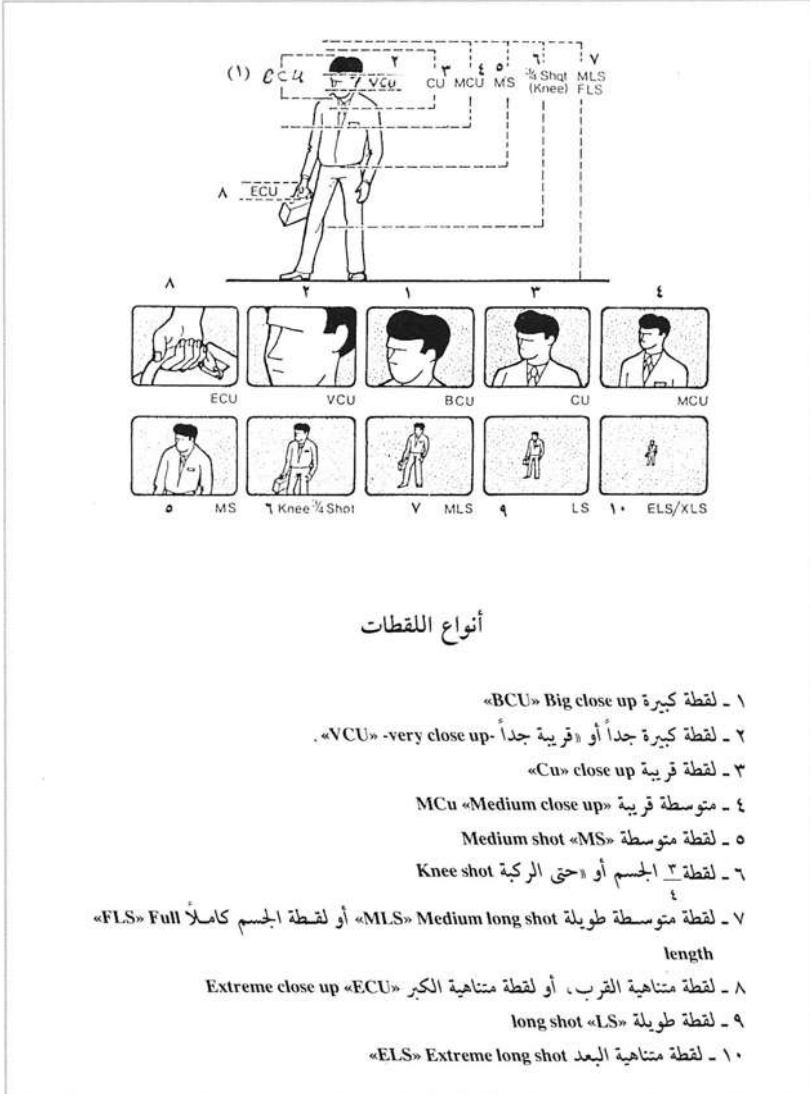 ٧
٦
٥
٤
٣
٢
(١) CCU VCU CU MCU MS ¾ Shot MLS
(Knee) FLS
٨ ECU
٨ ٢ ١ ٣ ٤
ECU VCU BCU CU MCU
٥ MS ٦ Knee ¾ Shot ٧ MLS ٩ LS ١٠ ELS/XLS
أنواع اللقطات
١ ـ لقطة كبيرة BCU» Big close up»
٢ ـ لقطة كبيرة جداً أو «قريبة جداً -VCU» -very close up» .
٣ ـ لقطة قريبة Cu» close up»
٤ ـ متوسطة قريبة MCu «Medium close up»
٥ ـ لقطة متوسطة Medium shot «MS»
٦ ـ لقطة ٣/٤ الجسم أو «حتى الركبة Knee shot
٧ ـ لقطة متوسطة طويلة MLS» Medium long shot» أو لقطة الجسم كاملاً FLS» Full»
length
٨ ـ لقطة متناهية القرب، أو لقطة متناهية الكبر Extreme close up «ECU»
٩ ـ لقطة طويلة long shot «LS»
١٠ ـ لقطة متناهية البعد ELS» Extreme long shot»